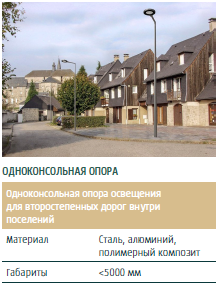 ОДНОКОНСОЛЬНАЯ ОПОРА
Одноконсольная опора освещения
для второстепенных дорог внутри
поселений
Материал
Сталь, алюминий,
полимерный композит
Габариты
<5000 мм